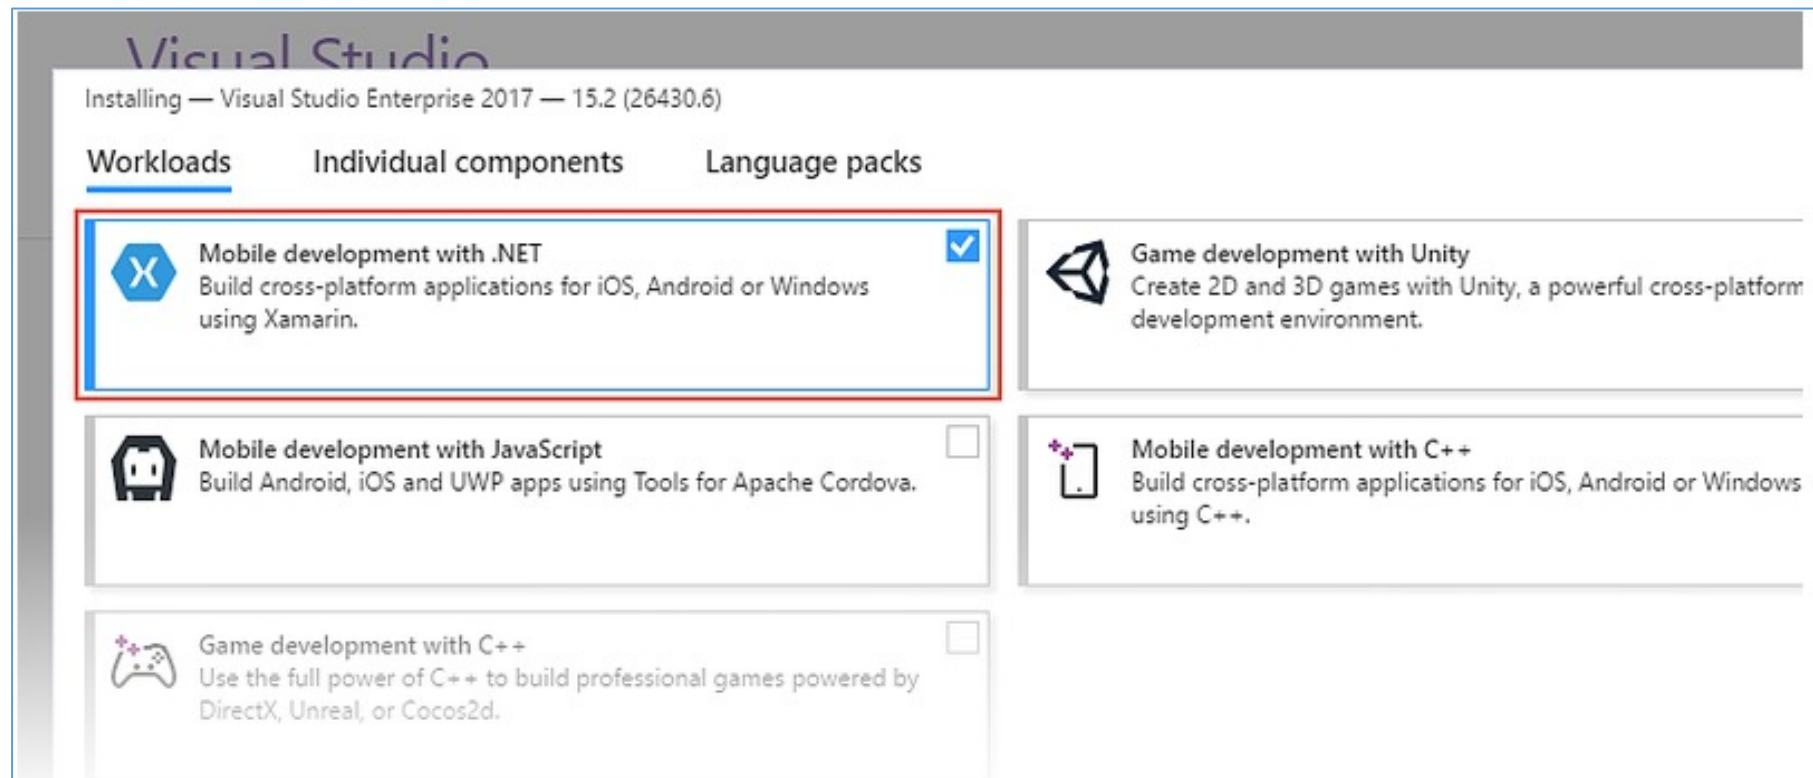 Visual Studio
Installing — Visual Studio Enterprise 2017 — 15.2 (26430.6)
Workloads Individual components Language packs
Mobile development with .NET
Build cross-platform applications for iOS, Android or Windows
using Xamarin.
Game development with Unity
Create 2D and 3D games with Unity, a powerful cross-platform
development environment.
Mobile development with JavaScript
Build Android, iOS and UWP apps using Tools for Apache Cordova.
Mobile development with C++
Build cross-platform applications for iOS, Android or Windows
using C++.
Game development with C++
Use the full power of C++ to build professional games powered by
DirectX, Unreal, or Cocos2d.